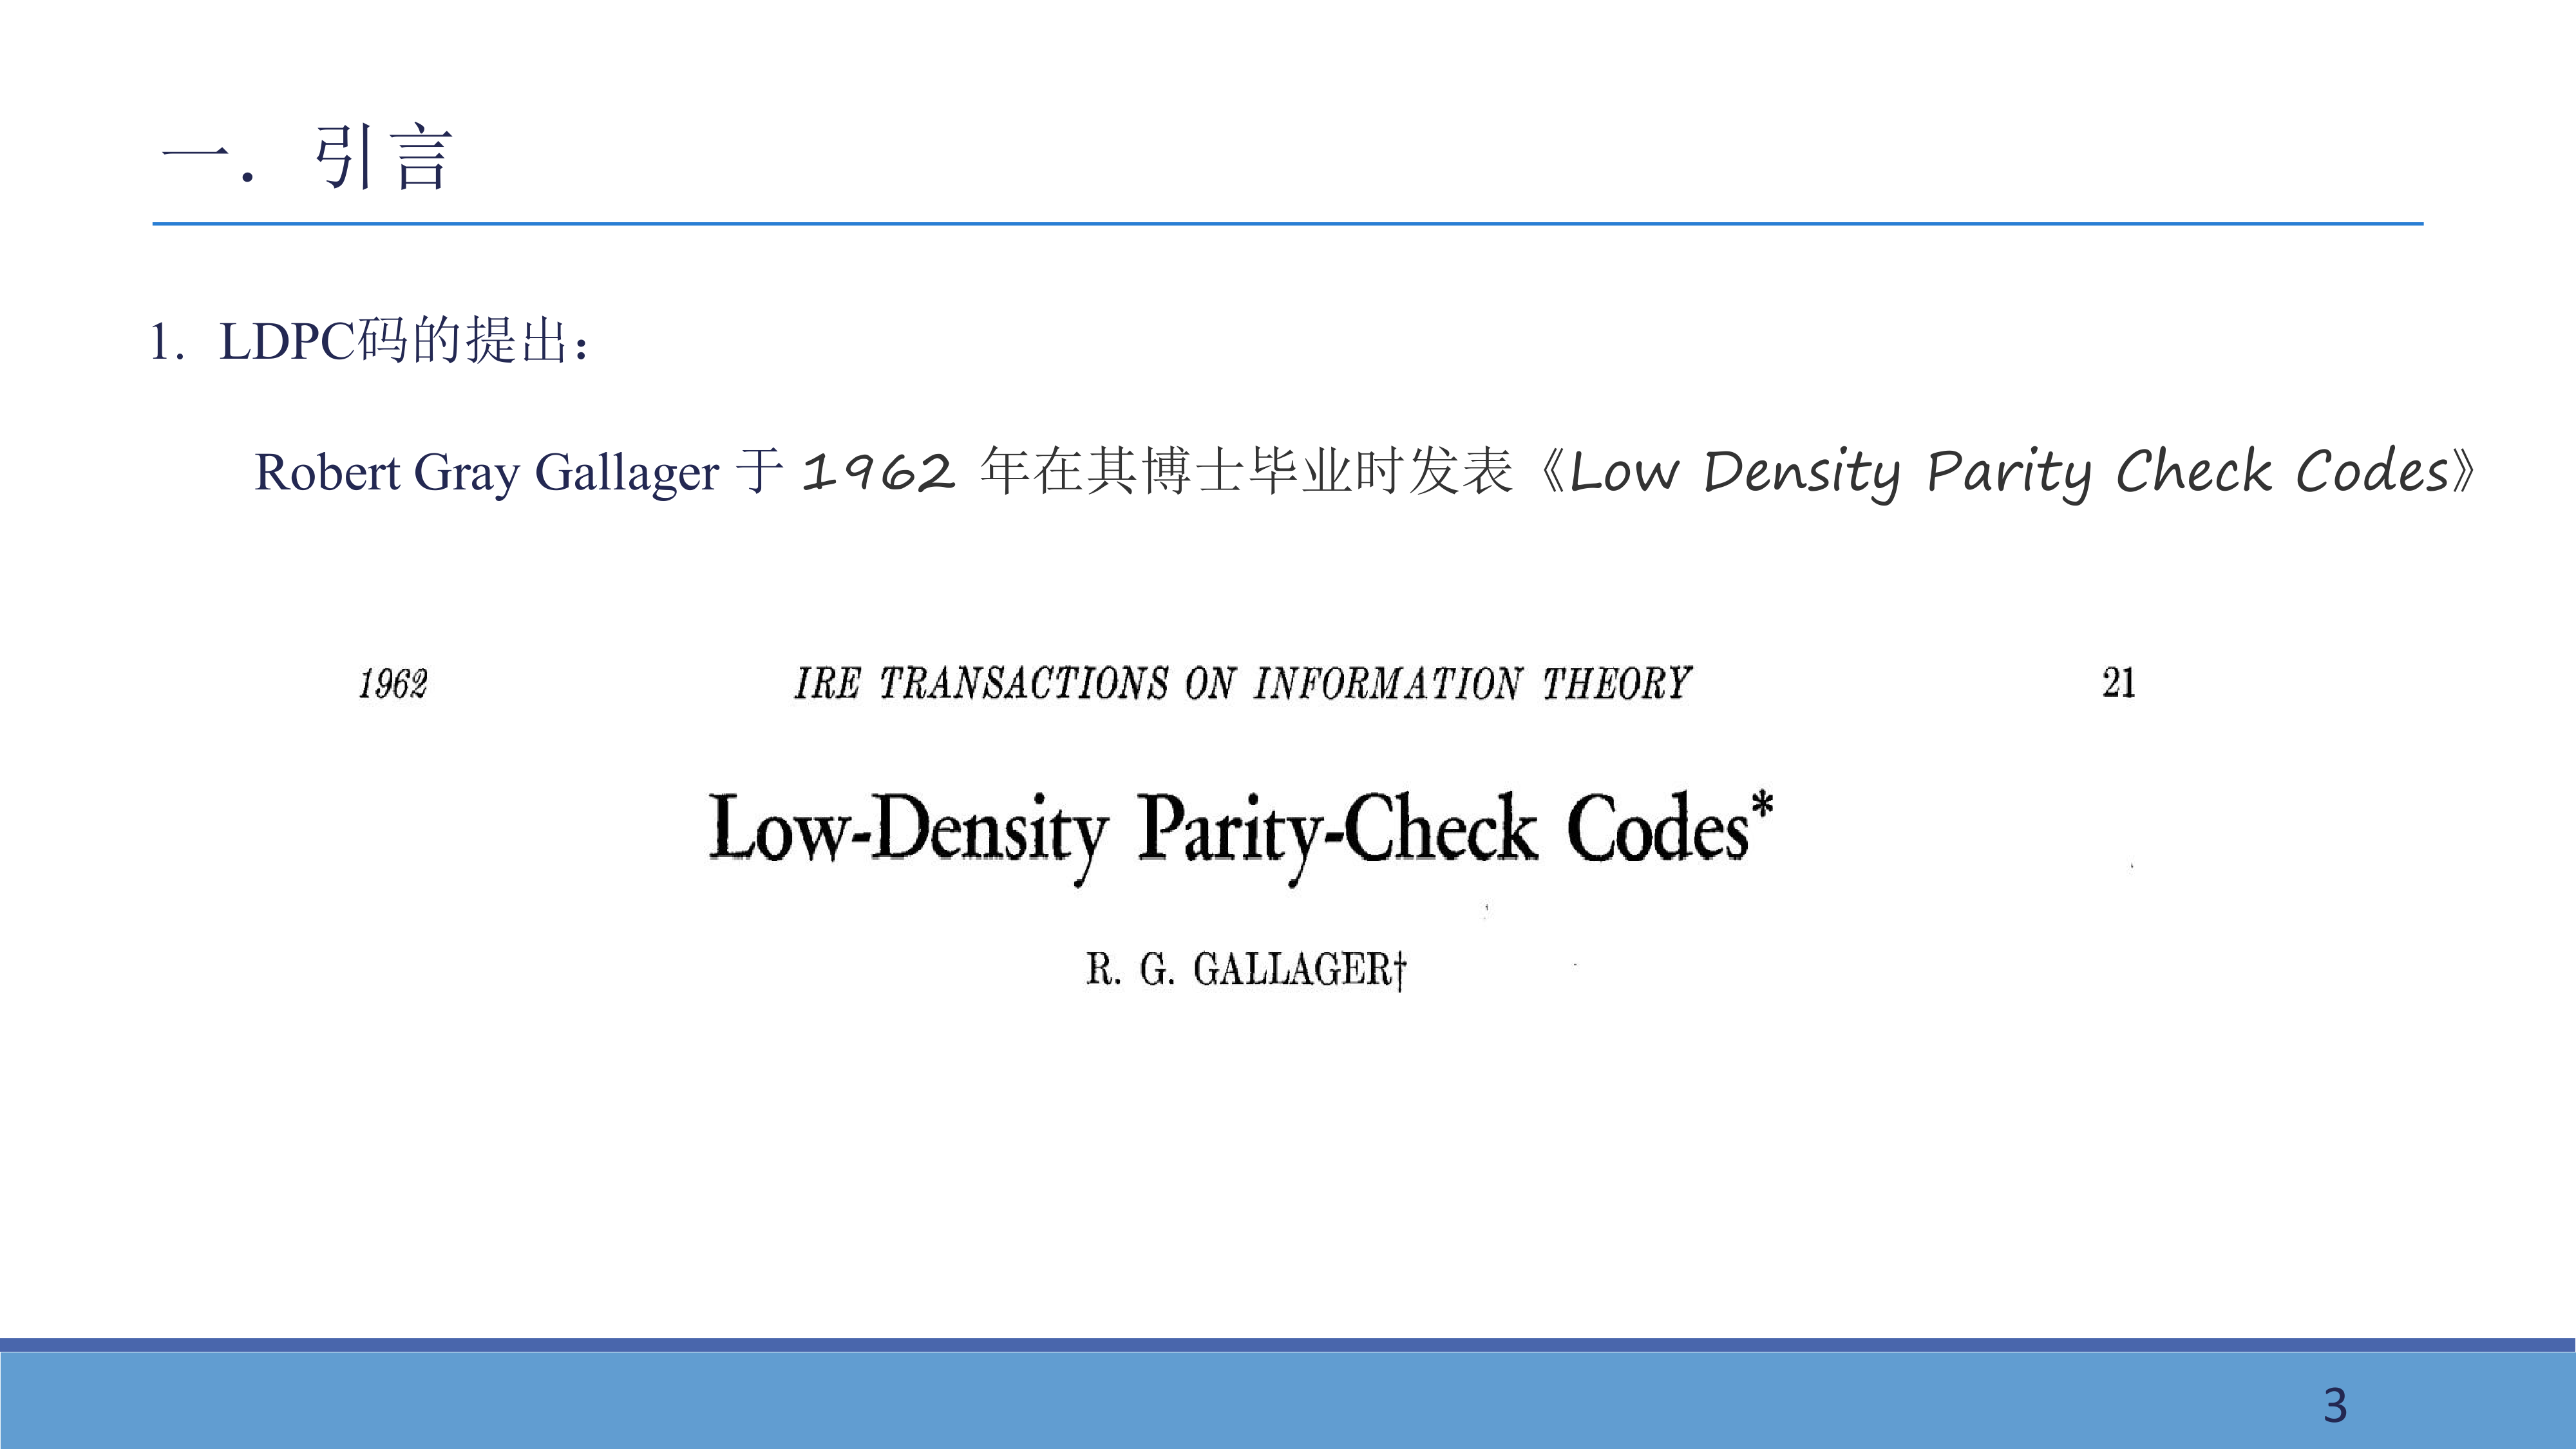 一． 引言
1. LDPC码的提出：
Robert Gray Gallager 于 1962 年在其博士毕业时发表《Low Density Parity Check Codes》
1962 IRE TRANSACTIONS ON INFORMATION THEORY 21
Low-Density Parity-Check Codes*
R. G. GALLAGER†
3